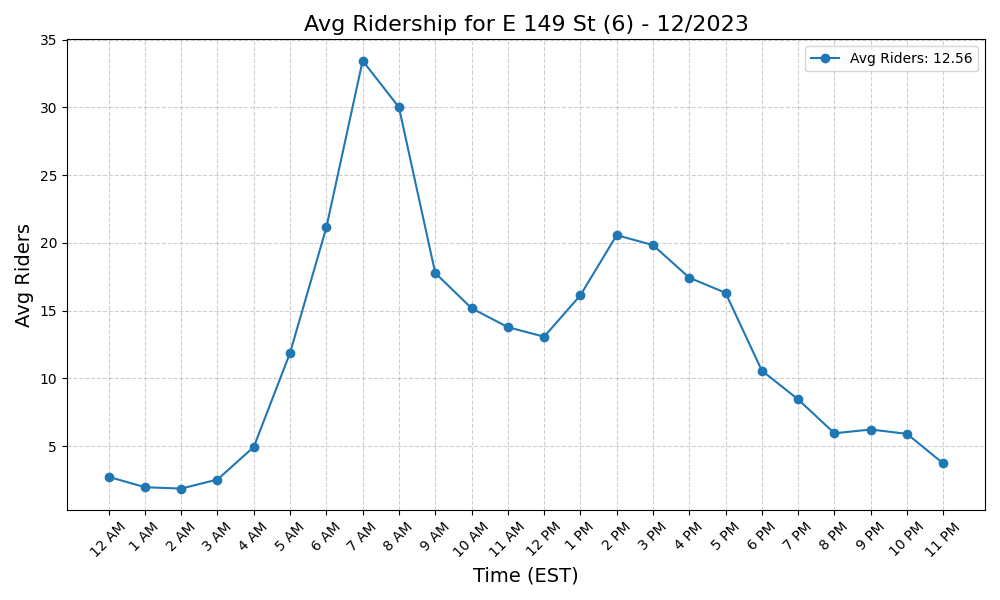 Avg Ridership for E 149 St (6) - 12/2023
Avg Riders: 12.56
Avg Riders
35
30
25
20
15
10
5
12 AM
1 AM
2 AM
3 AM
4 AM
5 AM
6 AM
7 AM
8 AM
9 AM
10 AM
11 AM
12 PM
1 PM
2 PM
3 PM
4 PM
5 PM
6 PM
7 PM
8 PM
9 PM
10 PM
11 PM
Time (EST)